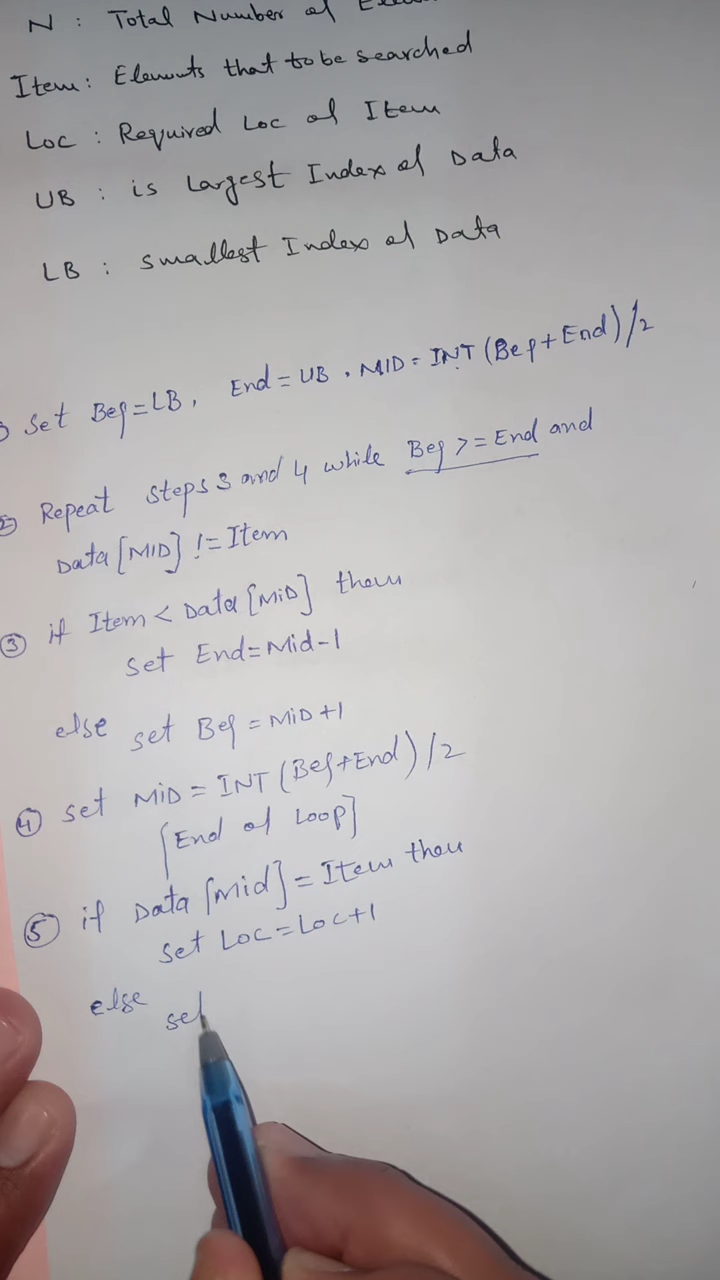 N : Total Number of
Item: Elements that to be searched
Loc : Required Loc of Item
UB : is Largest Index of Data
LB : smallest Index of Data
Set Beg=LB, End=UB. MID=INT(Beg+End)/2
② Repeat steps 3 and 4 while Beg >= End and
Data[MID] != Item
③ if Item < Data[MiD] then
set End=Mid-1
else set Beg=MiD+1
④ set MiD=INT(Beg+End)/2
[End of Loop]
⑤ if Data[Mid]=Item then
set Loc=Loc+1
else set